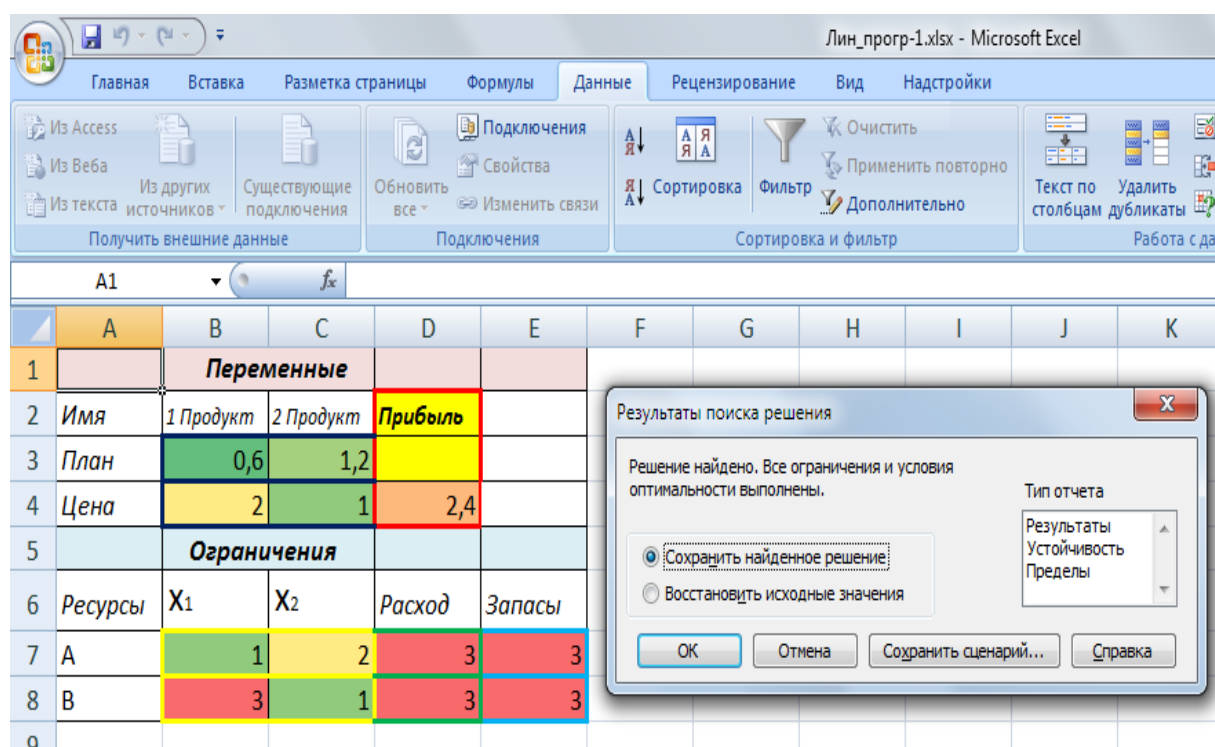 Лин_прогр-1.xlsx - Microsoft Excel
Главная Вставка Разметка страницы Формулы Данные Рецензирование Вид Надстройки
Из Access
Из Веба
Из текста
Из других
источников
Существующие
подключения
Получить внешние данные
Обновить
все
Подключения
Свойства
Изменить связи
Подключения
А
Я
Я
А
А Я
Я А
Сортировка
Фильтр
Очистить
Применить повторно
Дополнительно
Сортировка и фильтр
Текст по
столбцам
Удалить
дубликаты
Работа с да
A1 fx
A B C D E F G H I J K
1 Переменные
2 Имя 1 Продукт 2 Продукт Прибыль
3 План 0,6 1,2
4 Цена 2 1 2,4
5 Ограничения
6 Ресурсы X1 X2 Расход Запасы
7 А 1 2 3 3
8 В 3 1 3 3
9
Результаты поиска решения
X
Решение найдено. Все ограничения и условия
оптимальности выполнены.
Тип отчета
Результаты
Устойчивость
Пределы
Сохранить найденное решение
Восстановить исходные значения
ОК Отмена Сохранить сценарий... Справка